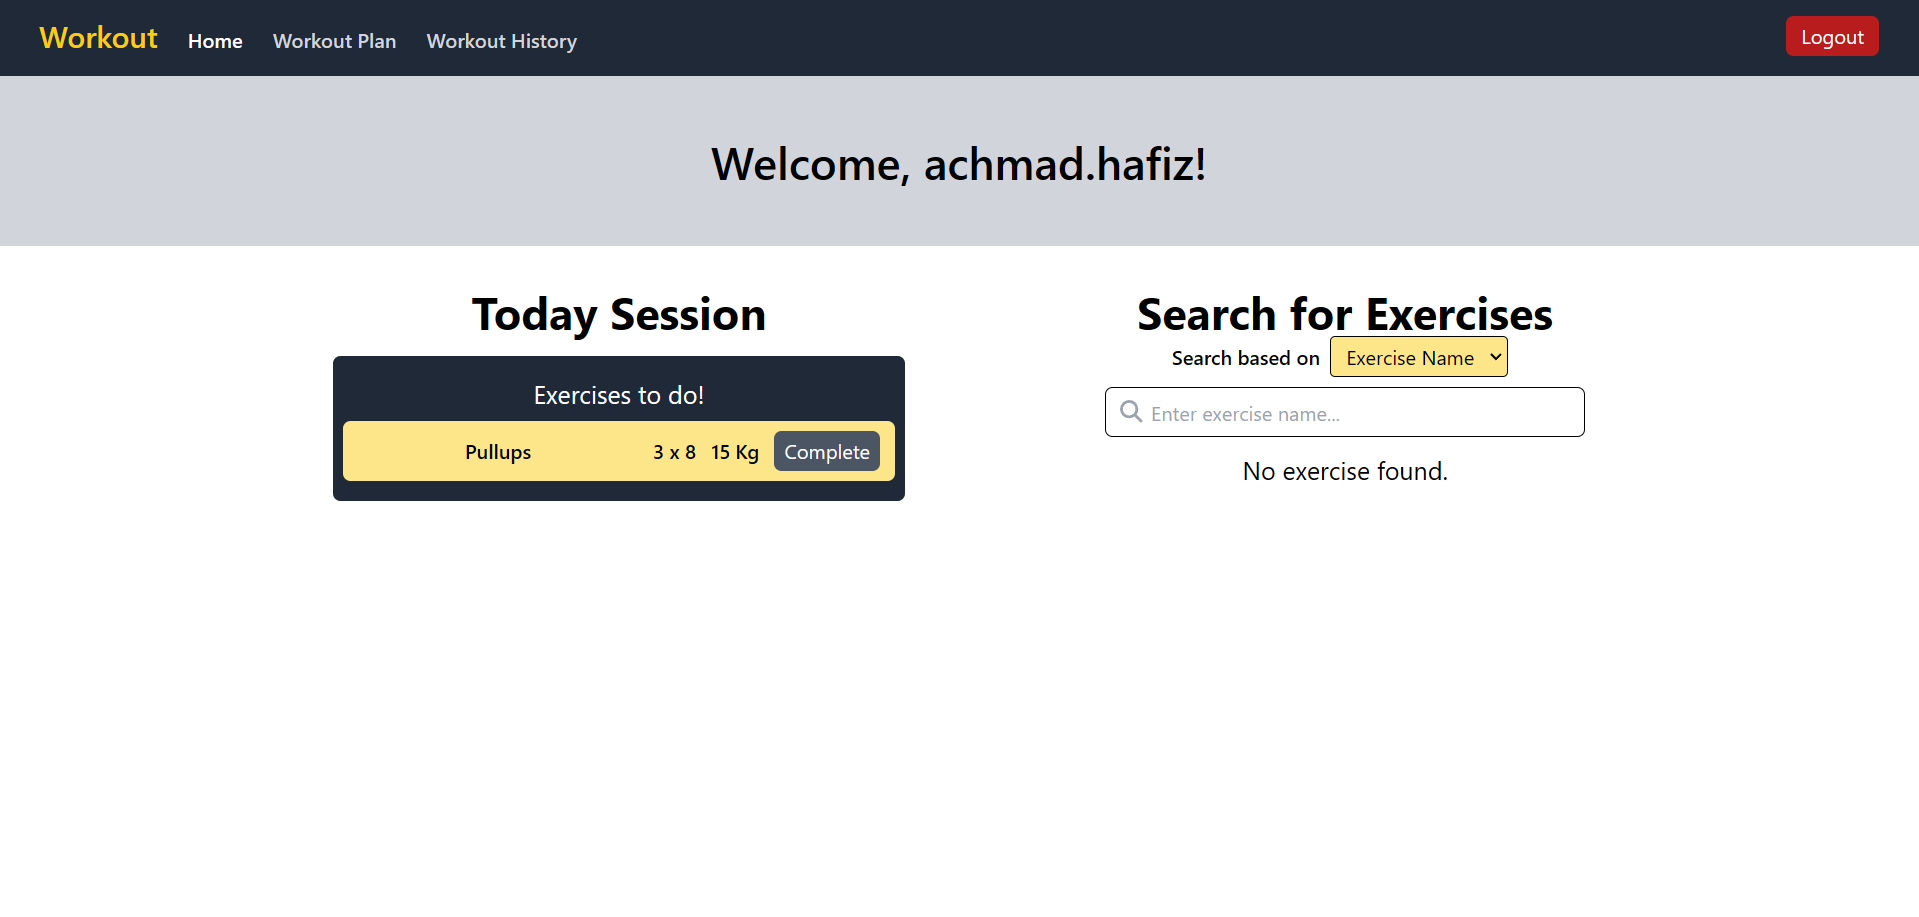 Workout Home Workout Plan Workout History Logout
Welcome, achmad.hafiz!
Today Session
Exercises to do!
Pullups 3 x 8 15 Kg Complete
Search for Exercises
Search based on Exercise Name
Enter exercise name...
No exercise found.